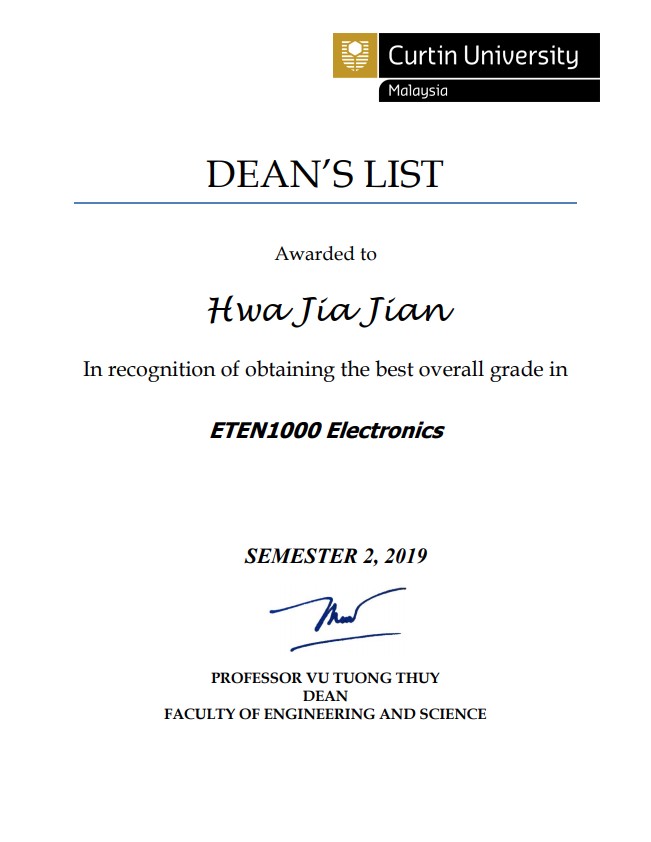 Curtin University
Malaysia
DEAN’S LIST
Awarded to
Hwa Jia Jian
In recognition of obtaining the best overall grade in
ETEN1000 Electronics
SEMESTER 2, 2019
PROFESSOR VU TUONG THUY
DEAN
FACULTY OF ENGINEERING AND SCIENCE